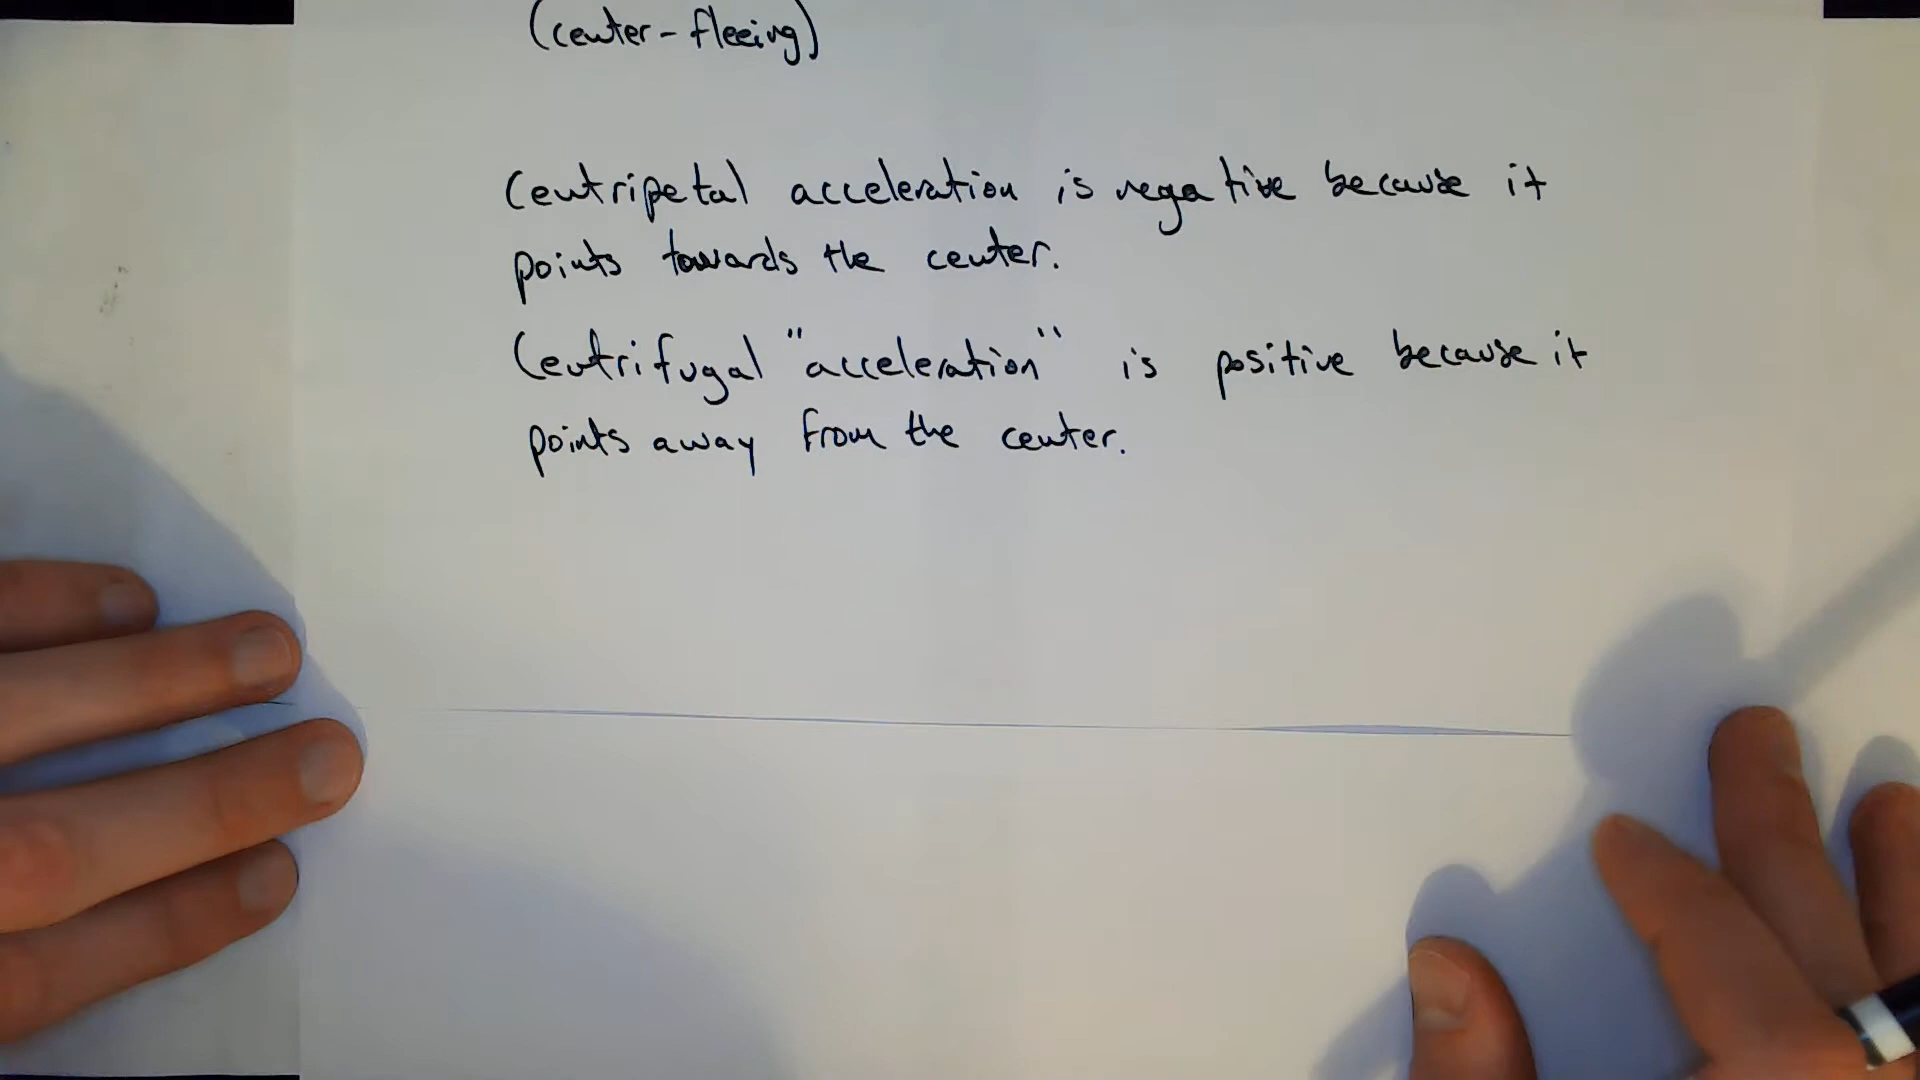 (center-fleeing)
Centripetal acceleration is negative because it
points towards the center.
Centrifugal "acceleration" is positive because it
points away from the center.